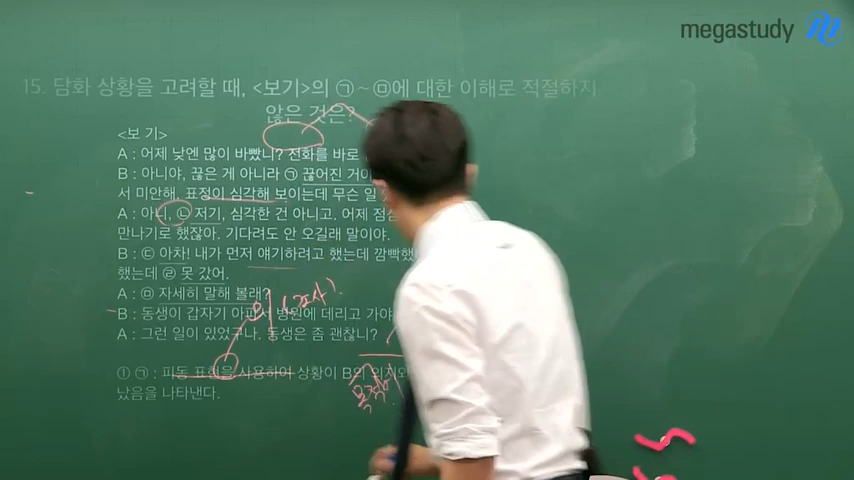 megastudy
15. 담화 상황을 고려할 때, <보기>의 ㉠~㉤에 대한 이해로 적절하지
않은 것은?
<보 기>
A : 어제 낮엔 많이 바빴니? 전화를 바로
B : 아니야, 끊은 게 아니라 ㉠ 끊어진 거야
서 미안해. 표정이 심각해 보이는데 무슨 일
A : 아니, ㉡ 저기, 심각한 건 아니고. 어제 점심
만나기로 했잖아. 기다려도 안 오길래 말이야.
B : ㉢ 아차! 내가 먼저 얘기하려고 했는데 깜빡했
했는데 ㉣ 못 갔어.
A : ㉤ 자세히 말해 볼래?
B : 동생이 갑자기 아파서 병원에 데리고 가야
A : 그런 일이 있었구나. 동생은 좀 괜찮니?
① ㉠ : 피동 표현을 사용하여 상황이 B의 의지와
났음을 나타낸다.